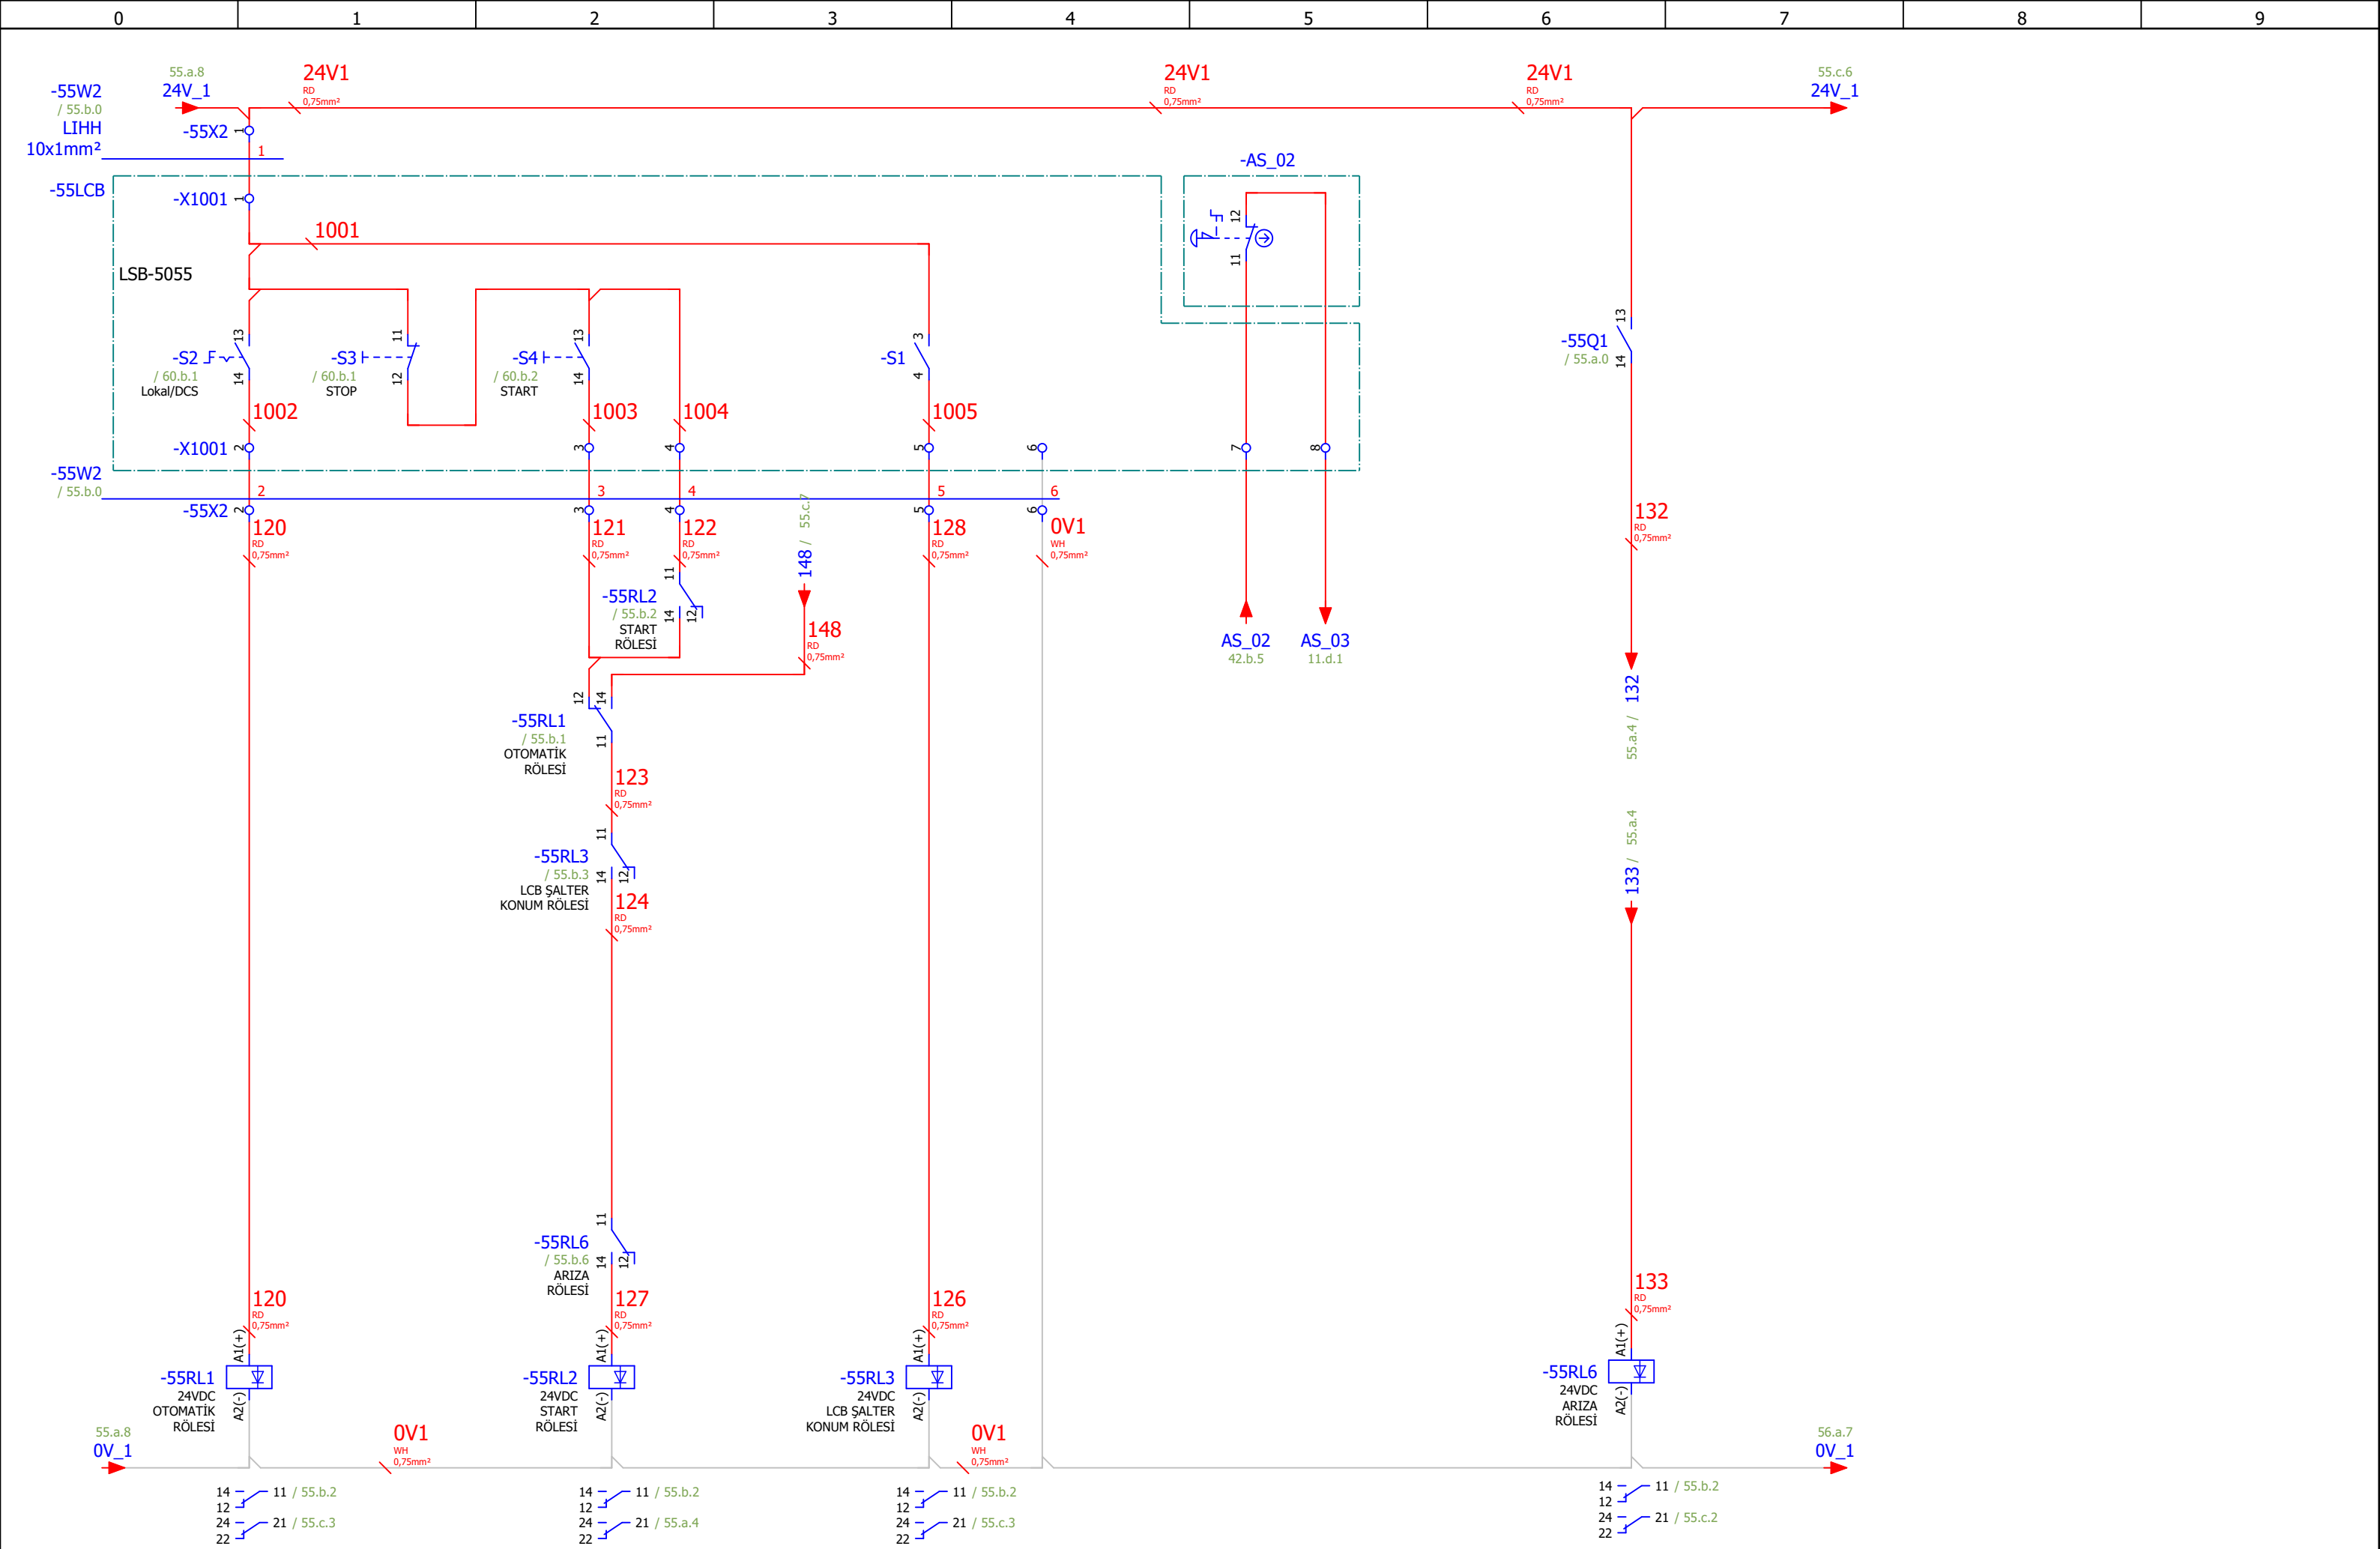 0 1 2 3 4 5 6 7 8 9
55.a.8
24V_1
24V1
RD
0,75mm²
24V1
RD
0,75mm²
24V1
RD
0,75mm²
55.c.6
24V_1
-55W2
/ 55.b.0
LIHH
10x1mm²
-55X2
1
1
-AS_02
-55LCB
-X1001
1
1001
12
11
LSB-5055
13
-S2
/ 60.b.1
Lokal/DCS
14
11
-S3
/ 60.b.1
STOP
12
13
-S4
/ 60.b.2
START
14
3
-S1
4
13
-55Q1
/ 55.a.0
14
1002
1003
1004
1005
-X1001
2
3
4
5
6
7
8
-55W2
/ 55.b.0
2
3
4
5
6
-55X2
2
3
4
5
6
120
RD
0,75mm²
121
RD
0,75mm²
122
RD
0,75mm²
148 / 55.c.7
128
RD
0,75mm²
0V1
WH
0,75mm²
132
RD
0,75mm²
11
-55RL2
/ 55.b.2
START
RÖLESİ
14
12
148
RD
0,75mm²
AS_02
42.b.5
AS_03
11.d.1
132
55.a.4 /
12
14
-55RL1
/ 55.b.1
OTOMATİK
RÖLESİ
11
123
RD
0,75mm²
11
-55RL3
/ 55.b.3
LCB ŞALTER
KONUM RÖLESİ
14
12
133 / 55.a.4
124
RD
0,75mm²
11
-55RL6
/ 55.b.6
ARIZA
RÖLESİ
14
12
120
RD
0,75mm²
127
RD
0,75mm²
126
RD
0,75mm²
133
RD
0,75mm²
A1(+)
-55RL1
24VDC
OTOMATİK
RÖLESİ
A2(-)
A1(+)
-55RL2
24VDC
START
RÖLESİ
A2(-)
A1(+)
-55RL3
24VDC
LCB ŞALTER
KONUM RÖLESİ
A2(-)
A1(+)
-55RL6
24VDC
ARIZA
RÖLESİ
A2(-)
55.a.8
0V_1
0V1
WH
0,75mm²
0V1
WH
0,75mm²
56.a.7
0V_1
14 11 / 55.b.2
12
24 21 / 55.c.3
22
14 11 / 55.b.2
12
24 21 / 55.a.4
22
14 11 / 55.b.2
12
24 21 / 55.c.3
22
14 11 / 55.b.2
12
24 21 / 55.c.2
22